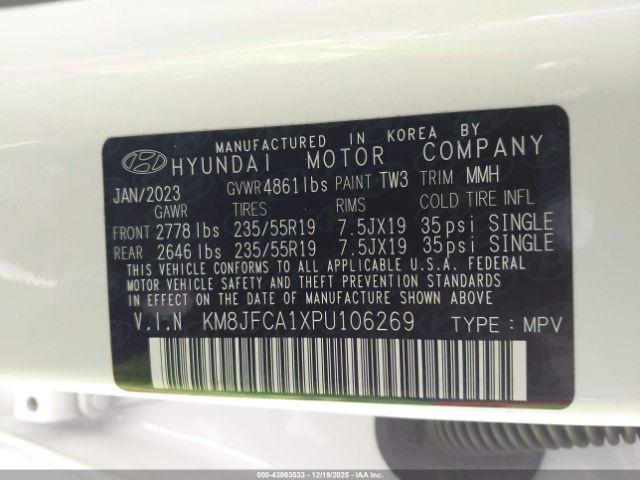 MANUFACTURED IN KOREA BY
HYUNDAI MOTOR COMPANY
JAN/2023 GVWR 4861 lbs PAINT TW3 TRIM MMH
GAWR TIRES RIMS COLD TIRE INFL
FRONT 2778 lbs 235/55R19 7.5JX19 35 psi SINGLE
REAR 2646 lbs 235/55R19 7.5JX19 35 psi SINGLE
THIS VEHICLE CONFORMS TO ALL APPLICABLE U.S.A. FEDERAL
MOTOR VEHICLE SAFETY AND THEFT PREVENTION STANDARDS
IN EFFECT ON THE DATE OF MANUFACTURE SHOWN ABOVE.
V.I.N KM8JFCA1XPU106269 TYPE: MPV
000-43963533 - 12/19/2025 - IAA Inc.